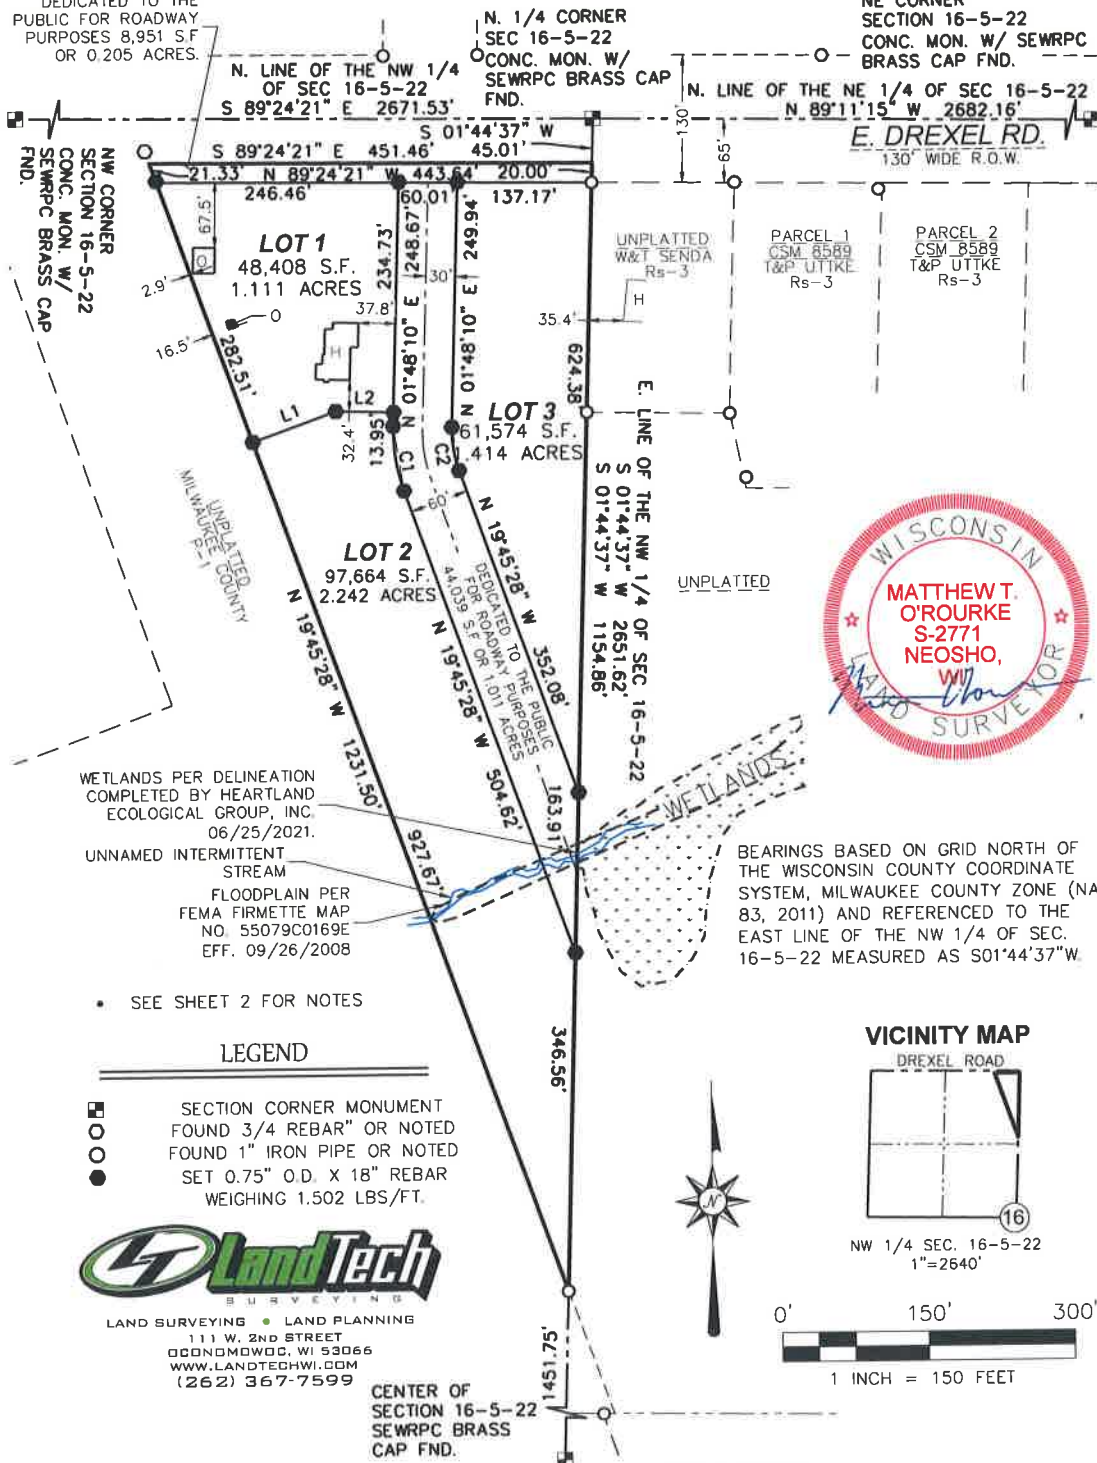 DEDICATED TO THE
PUBLIC FOR ROADWAY
PURPOSES 8,951 S.F
OR 0.205 ACRES.
N. 1/4 CORNER
SEC 16-5-22
CONC. MON. W/
SEWRPC BRASS CAP
FND.
NE CORNER
SECTION 16-5-22
CONC. MON. W/ SEWRPC
BRASS CAP FND.
N. LINE OF THE NW 1/4
OF SEC 16-5-22
S 89°24'21" E 2671.53'
N. LINE OF THE NE 1/4 OF SEC 16-5-22
N 89°11'15" W 2682.16'
E. DREXEL RD.
130' WIDE R.O.W.
130'
65'
S 01°44'37" W
45.01'
S 89°24'21" E 451.46'
21.33' N 89°24'21" W 443.64' 20.00'
246.46'
60.01'
137.17'
NW CORNER
SECTION 16-5-22
CONC. MON. W/
SEWRPC BRASS CAP
FND.
67.5'
O
2.9'
16.5'
O
282.51'
LOT 1
48,408 S.F.
1.111 ACRES
37.8'
H
234.73'
248.67'
N 01°48'10" E
30'
249.94'
N 01°48'10" E
L1
L2
32.4'
13.95'
C1
C2
60'
LOT 3
61,574 S.F.
1.414 ACRES
UNPLATTED
W&T SENDA
Rs-3
H
35.4'
624.38'
PARCEL 1
CSM 8589
T&P UTTKE
Rs-3
PARCEL 2
CSM 8589
T&P UTTKE
Rs-3
E. LINE OF THE NW 1/4 OF SEC 16-5-22
S 01°44'37" W 2651.62'
S 01°44'37" W 1154.86'
UNPLATTED
MILWAUKEE COUNTY
P-1
LOT 2
97,664 S.F.
2.242 ACRES
N 19°45'28" W 352.08'
DEDICATED TO THE PUBLIC
FOR ROADWAY PURPOSES
44,039 S.F OR 1.011 ACRES
N 19°45'28" W 504.62'
163.91'
N 19°45'28" W 1231.50'
927.67'
UNPLATTED
WISCONSIN
MATTHEW T.
O'ROURKE
S-2771
NEOSHO,
WI
LAND SURVEYOR
WETLANDS
WETLANDS PER DELINEATION
COMPLETED BY HEARTLAND
ECOLOGICAL GROUP, INC.
06/25/2021.
UNNAMED INTERMITTENT
STREAM
FLOODPLAIN PER
FEMA FIRMETTE MAP
NO. 55079C0169E
EFF. 09/26/2008
BEARINGS BASED ON GRID NORTH OF
THE WISCONSIN COUNTY COORDINATE
SYSTEM, MILWAUKEE COUNTY ZONE (NA
83, 2011) AND REFERENCED TO THE
EAST LINE OF THE NW 1/4 OF SEC.
16-5-22 MEASURED AS S01°44'37"W.
• SEE SHEET 2 FOR NOTES
LEGEND
SECTION CORNER MONUMENT
FOUND 3/4 REBAR" OR NOTED
FOUND 1" IRON PIPE OR NOTED
SET 0.75" O.D. X 18" REBAR
WEIGHING 1.502 LBS/FT.
346.56'
N
VICINITY MAP
DREXEL ROAD
16
NW 1/4 SEC. 16-5-22
1"=2640'
0' 150' 300'
1 INCH = 150 FEET
LT LandTech
SURVEYING
LAND SURVEYING • LAND PLANNING
111 W. 2ND STREET
OCONOMOWOC, WI 53066
WWW.LANDTECHWI.COM
(262) 367-7599
1451.75'
CENTER OF
SECTION 16-5-22
SEWRPC BRASS
CAP FND.